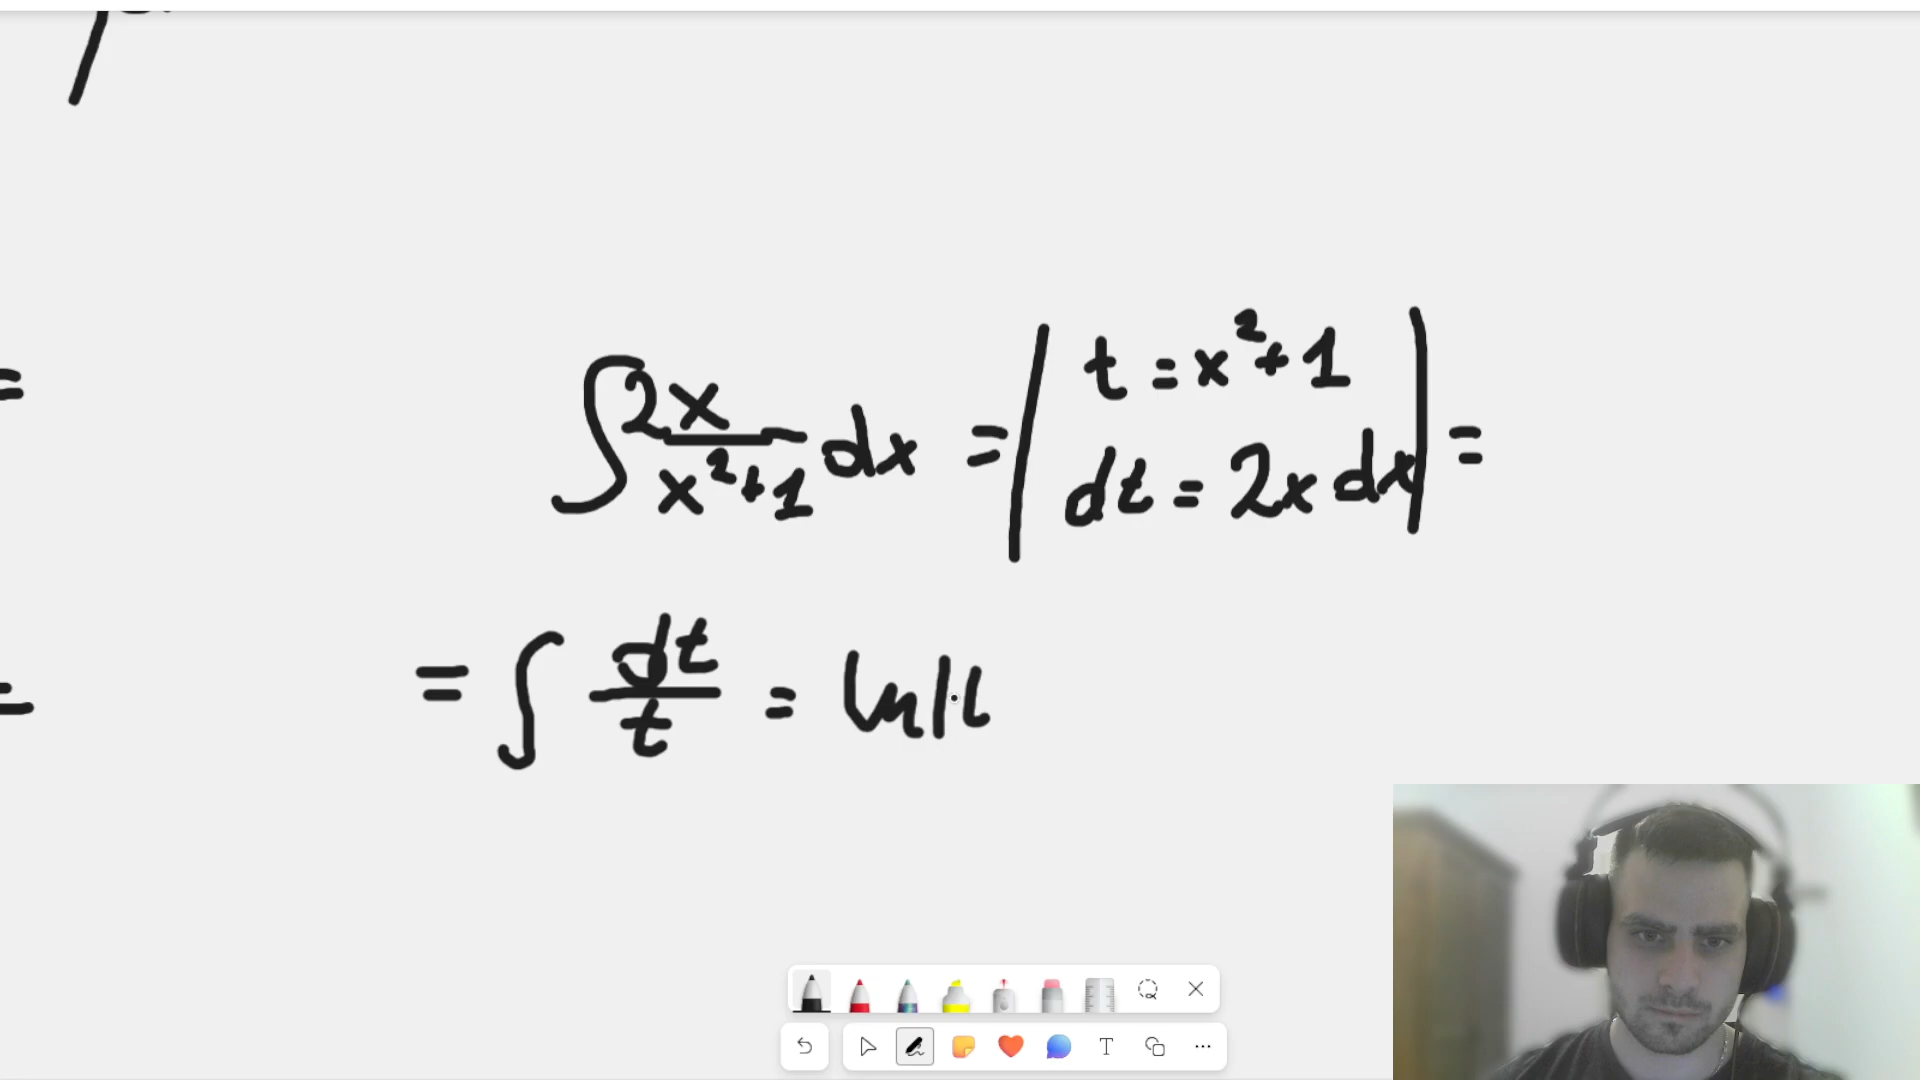 =
∫ 2x/(x²+1) dx = | t = x²+1
dt = 2x dx | =
=
= ∫ dt/t = ln|t
T